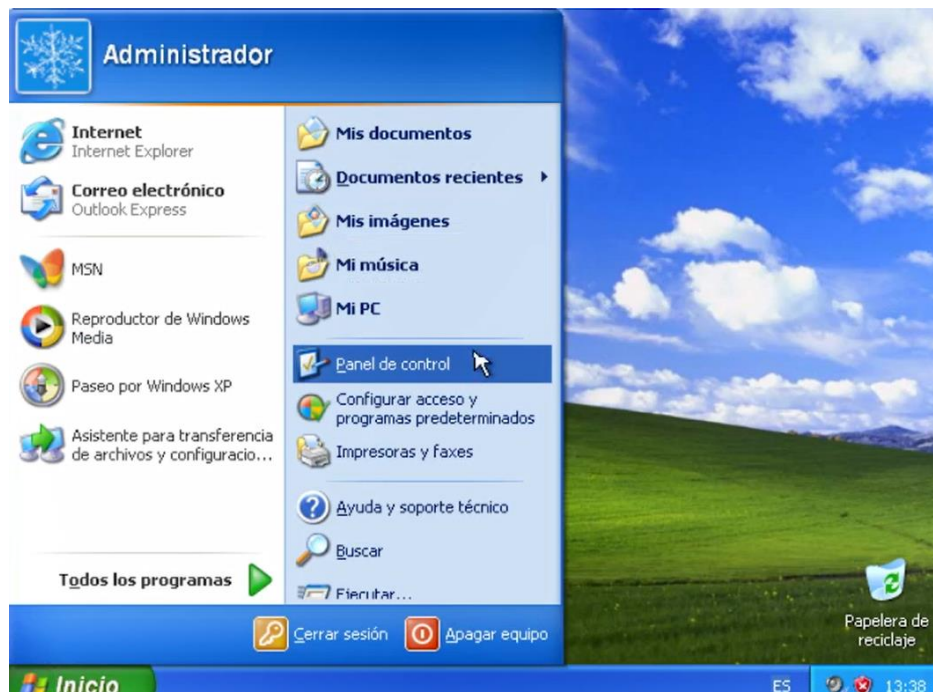 Administrador
Internet
Internet Explorer
Correo electrónico
Outlook Express
MSN
Reproductor de Windows
Media
Paseo por Windows XP
Asistente para transferencia
de archivos y configuracio...
Todos los programas
Mis documentos
Documentos recientes
Mis imágenes
Mi música
Mi PC
Panel de control
Configurar acceso y
programas predeterminados
Impresoras y faxes
Ayuda y soporte técnico
Buscar
Ejecutar...
Cerrar sesión
Apagar equipo
Papelera de
reciclaje
Inicio
ES
13:38